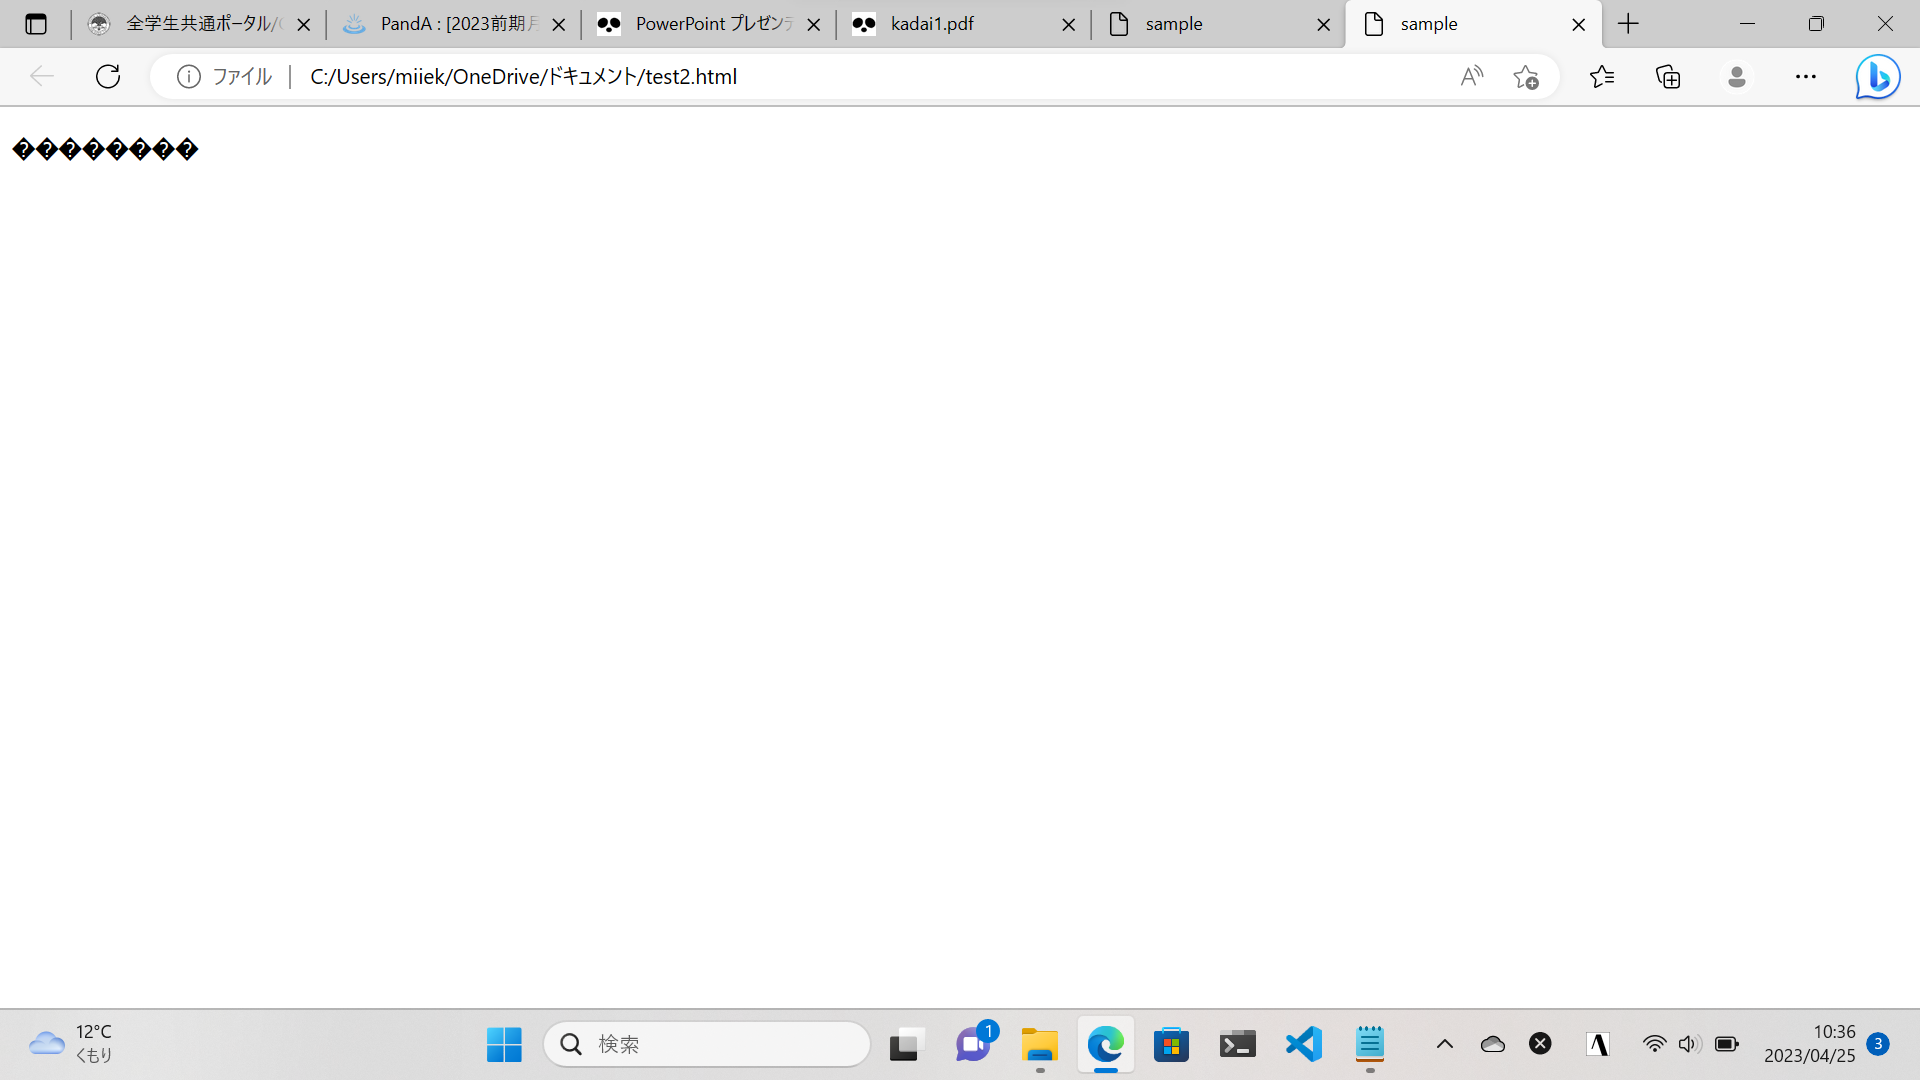 全学生共通ポータル/
PandA : [2023前期
PowerPoint プレゼンテ
kadai1.pdf
sample
sample
ファイル
C:/Users/miiek/OneDrive/ドキュメント/test2.html
��������
12°C
くもり
検索
1
10:36
2023/04/25
3